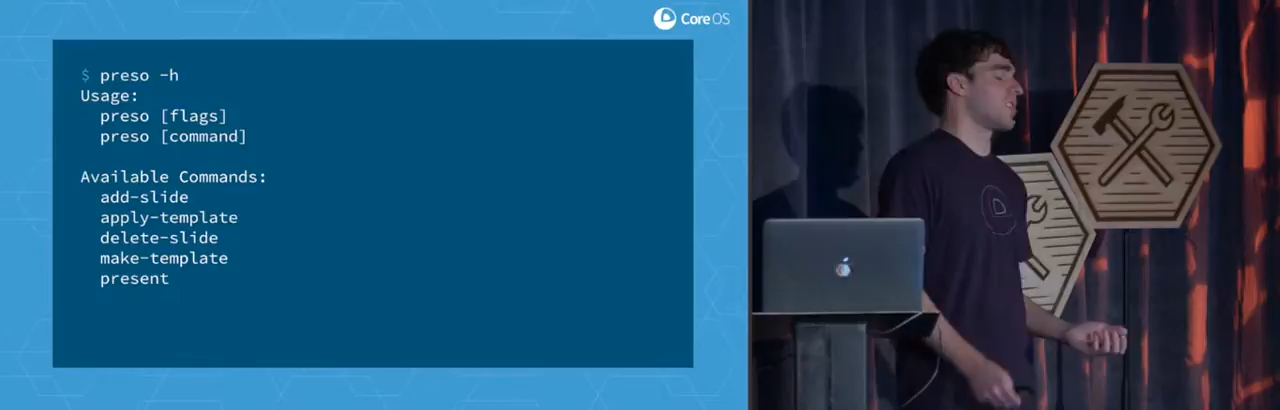 CoreOS
$ preso -h
Usage:
preso [flags]
preso [command]
Available Commands:
add-slide
apply-template
delete-slide
make-template
present